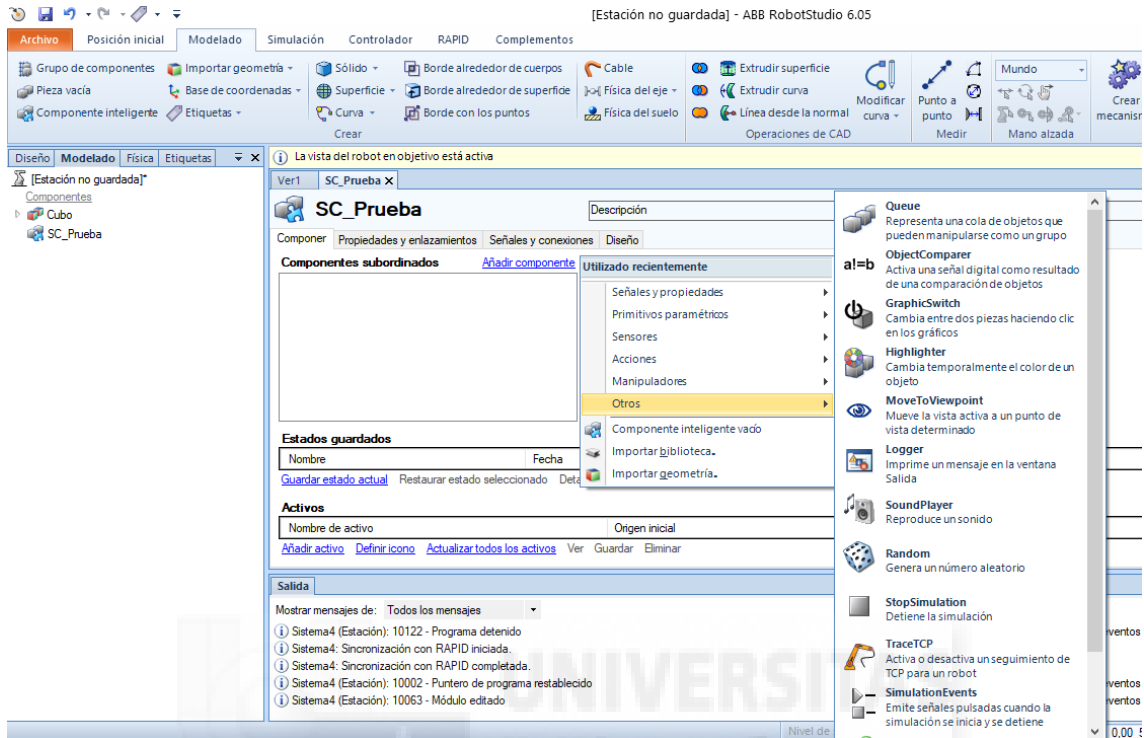 [Estación no guardada] - ABB RobotStudio 6.05
Archivo Posición inicial Modelado Simulación Controlador RAPID Complementos
Grupo de componentes Importar geometría Sólido Borde alrededor de cuerpos Cable Extrudir superficie Mundo
Pieza vacía Base de coordenadas Superficie Borde alrededor de superficie Física del eje Extrudir curva Modificar curva Punto a punto Crear
Componente inteligente Etiquetas Curva Borde con los puntos Física del suelo Línea desde la normal
Crear Operaciones de CAD Medir Mano alzada
Diseño Modelado Física Etiquetas
[Estación no guardada]*
Componentes
Cubo
SC_Prueba
La vista del robot en objetivo está activa
Ver1 SC_Prueba X
SC_Prueba Descripción
Componer Propiedades y enlazamientos Señales y conexiones Diseño
Componentes subordinados Añadir componente
Estados guardados
Nombre Fecha
Guardar estado actual Restaurar estado seleccionado
Activos
Nombre de activo Origen inicial
Añadir activo Definir icono Actualizar todos los activos Ver Guardar Eliminar
Utilizado recientemente
Señales y propiedades
Primitivos paramétricos
Sensores
Acciones
Manipuladores
Otros
Componente inteligente vacío
Importar biblioteca..
Importar geometría..
Queue
Representa una cola de objetos que
pueden manipularse como un grupo
a!=b
ObjectComparer
Activa una señal digital como resultado
de una comparación de objetos
GraphicSwitch
Cambia entre dos piezas haciendo clic
en los gráficos
Highlighter
Cambia temporalmente el color de un
objeto
MoveToViewpoint
Mueve la vista activa a un punto de
vista determinado
Logger
Imprime un mensaje en la ventana
Salida
SoundPlayer
Reproduce un sonido
Random
Genera un número aleatorio
StopSimulation
Detiene la simulación
TraceTCP
Activa o desactiva un seguimiento de
TCP para un robot
SimulationEvents
Emite señales pulsadas cuando la
simulación se inicia y se detiene
Salida
Mostrar mensajes de: Todos los mensajes
Sistema4 (Estación): 10122 - Programa detenido
Sistema4: Sincronización con RAPID iniciada.
Sistema4: Sincronización con RAPID completada.
Sistema4 (Estación): 10002 - Puntero de programa restablecido
Sistema4 (Estación): 10063 - Módulo editado
Nivel de
0,00